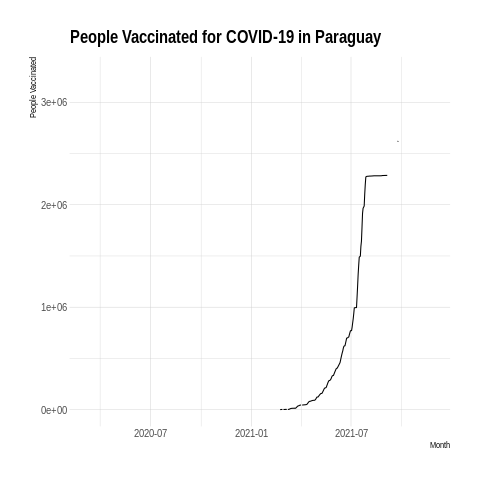 People Vaccinated for COVID-19 in Paraguay
People Vaccinated
3e+06
2e+06
1e+06
0e+00
2020-07
2021-01
2021-07
Month